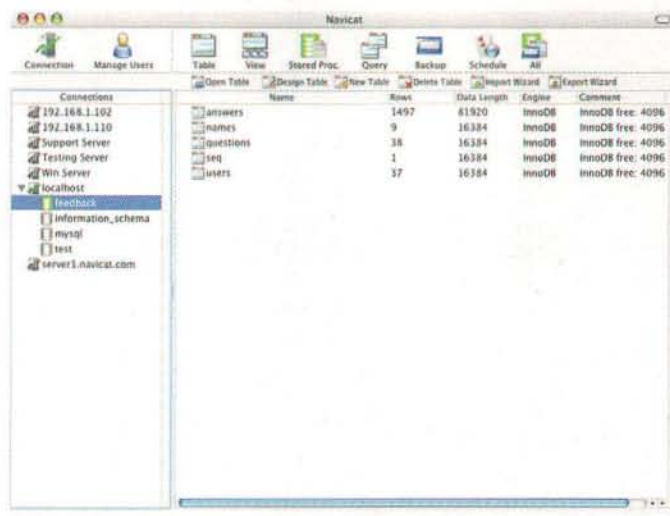 Navicat
Connection Manage Users Table View Stored Proc. Query Backup Schedule All
Open Table Design Table New Table Delete Table Import Wizard Export Wizard
Connections
192.168.1.102
192.168.1.110
Support Server
Testing Server
Win Server
localhost
feedback
information_schema
mysql
test
server1.navicat.com
Name Rows Data Length Engine Comment
answers 1497 81920 InnoDB InnoDB free: 4096
names 9 16384 InnoDB InnoDB free: 4096
questions 38 16384 InnoDB InnoDB free: 4096
seq 1 16384 InnoDB InnoDB free: 4096
users 37 16384 InnoDB InnoDB free: 4096